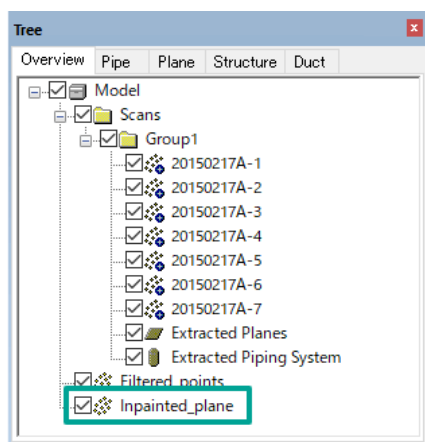 Tree
Overview Pipe Plane Structure Duct
Model
Scans
Group1
20150217A-1
20150217A-2
20150217A-3
20150217A-4
20150217A-5
20150217A-6
20150217A-7
Extracted Planes
Extracted Piping System
Filtered_points
Inpainted_plane